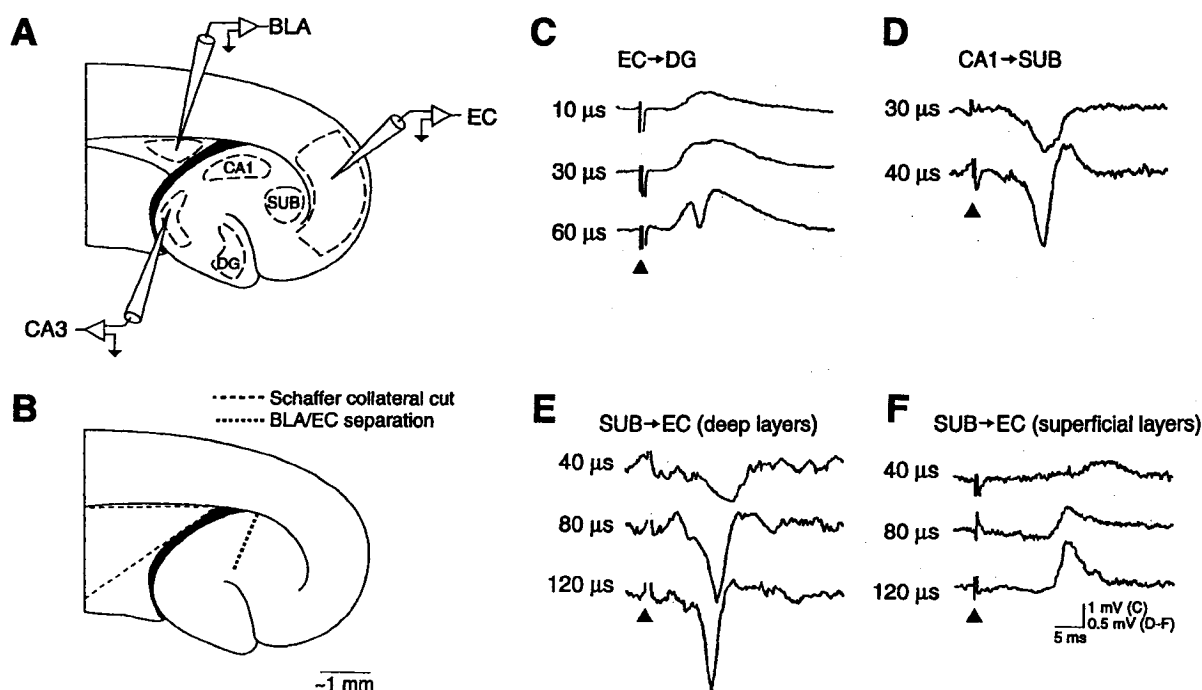 A
BLA
EC
CA1
SUB
DG
CA3
B
---- Schaffer collateral cut
........ BLA/EC separation
~1 mm
C
EC→DG
10 µs
30 µs
60 µs
▲
D
CA1→SUB
30 µs
40 µs
▲
E
SUB→EC (deep layers)
40 µs
80 µs
120 µs
▲
F
SUB→EC (superficial layers)
40 µs
80 µs
120 µs
▲
1 mV (C)
0.5 mV (D-F)
5 ms